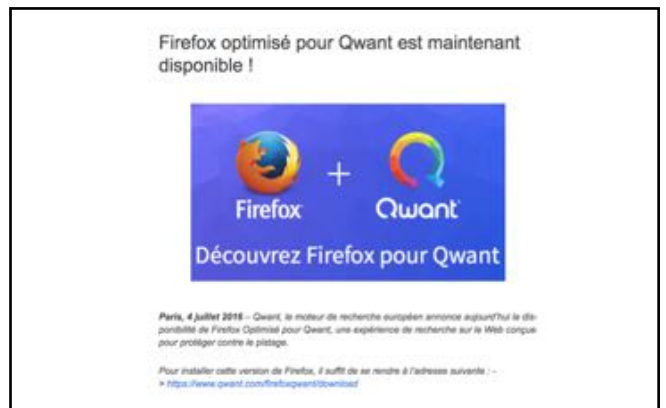 Firefox optimisé pour Qwant est maintenant
disponible !
Firefox + Qwant
Découvrez Firefox pour Qwant
Paris, 4 juillet 2016 – Qwant, le moteur de recherche européen annonce aujourd'hui la dis-
ponibilité de Firefox Optimisé pour Qwant, une expérience de recherche sur le Web conçue
pour protéger contre le pistage.
Pour installer cette version de Firefox, il suffit de se rendre à l'adresse suivante : -
> https://www.qwant.com/firefoxqwant/download